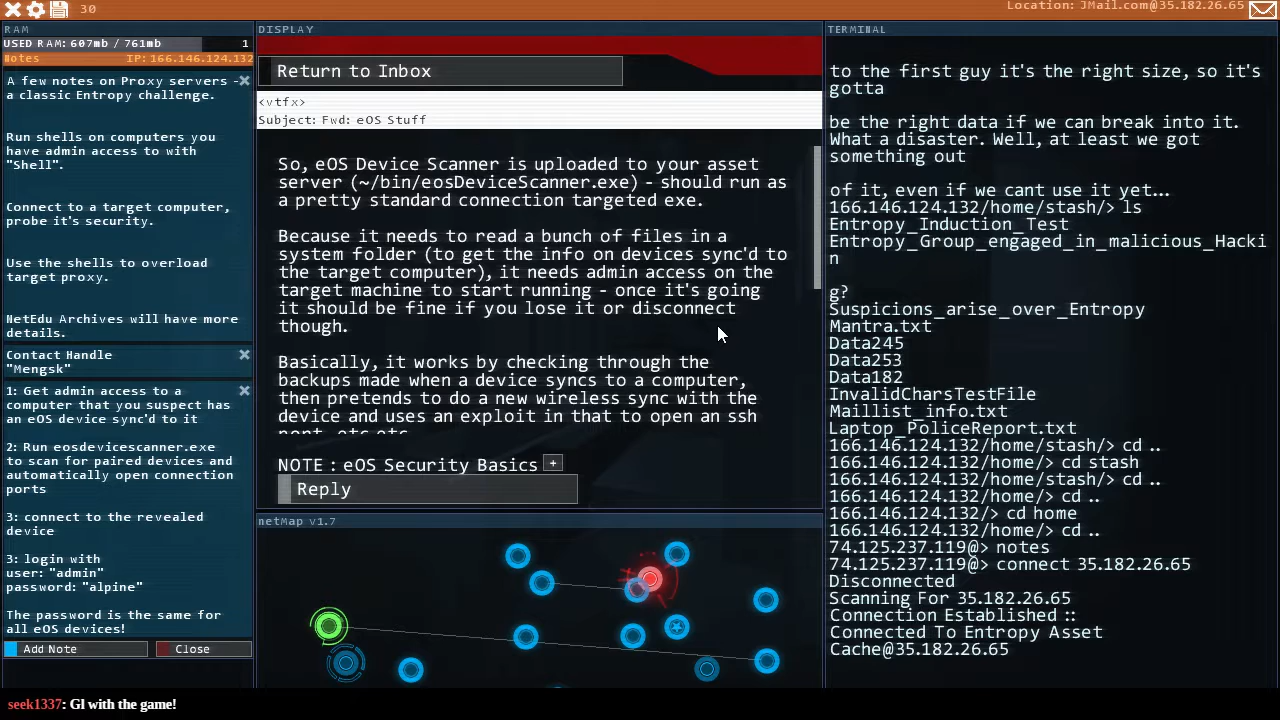 30
Location: JMail.com@35.182.26.65
RAM
USED RAM: 607mb / 761mb 1
Notes IP: 166.146.124.132
A few notes on Proxy servers -
a classic Entropy challenge.
Run shells on computers you
have admin access to with
"Shell".
Connect to a target computer,
probe it's security.
Use the shells to overload
target proxy.
NetEdu Archives will have more
details.
Contact Handle
"Mengsk"
1: Get admin access to a
computer that you suspect has
an eOS device sync'd to it
2: Run eosdevicescanner.exe
to scan for paired devices and
automatically open connection
ports
3: connect to the revealed
device
3: login with
user: "admin"
password: "alpine"
The password is the same for
all eOS devices!
Add Note
Close
DISPLAY
Return to Inbox
<vtfx>
Subject: Fwd: eOS Stuff
So, eOS Device Scanner is uploaded to your asset
server (~/bin/eosDeviceScanner.exe) - should run as
a pretty standard connection targeted exe.
Because it needs to read a bunch of files in a
system folder (to get the info on devices sync'd to
the target computer), it needs admin access on the
target machine to start running - once it's going
it should be fine if you lose it or disconnect
though.
Basically, it works by checking through the
backups made when a device syncs to a computer,
then pretends to do a new wireless sync with the
device and uses an exploit in that to open an ssh
port, etc etc
NOTE : eOS Security Basics +
Reply
netMap v1.7
TERMINAL
to the first guy it's the right size, so it's
gotta
be the right data if we can break into it.
What a disaster. Well, at least we got
something out
of it, even if we cant use it yet...
166.146.124.132/home/stash/> ls
Entropy_Induction_Test
Entropy_Group_engaged_in_malicious_Hacki
n
g?
Suspicions_arise_over_Entropy
Mantra.txt
Data245
Data253
Data182
InvalidCharsTestFile
Maillist_info.txt
Laptop_PoliceReport.txt
166.146.124.132/home/stash/> cd ..
166.146.124.132/home/> cd stash
166.146.124.132/home/stash/> cd ..
166.146.124.132/home/> cd ..
166.146.124.132/home/> cd home
166.146.124.132/home/> cd ..
74.125.237.119@> notes
74.125.237.119@> connect 35.182.26.65
Disconnected
Scanning For 35.182.26.65
Connection Established ::
Connected To Entropy Asset
Cache@35.182.26.65
seek1337: Gl with the game!